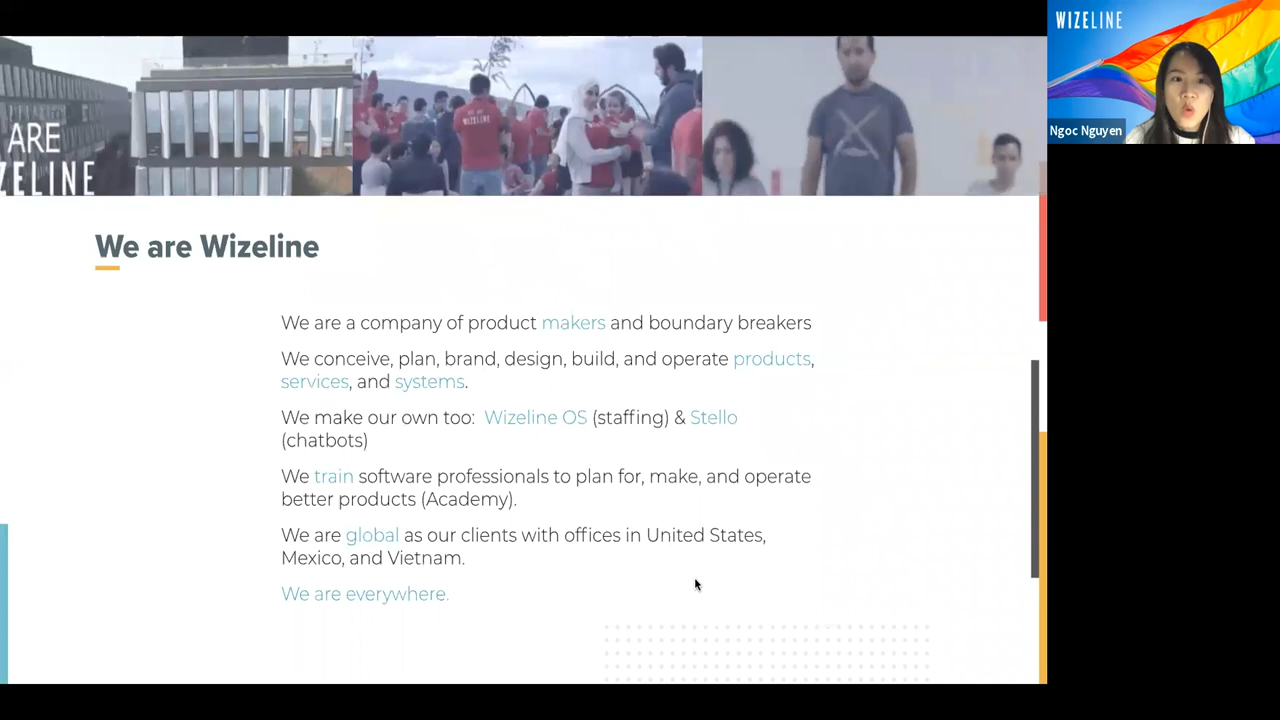 WIZELINE
Ngoc Nguyen
ARE
ZELINE
WIZELINE
We are Wizeline
We are a company of product makers and boundary breakers
We conceive, plan, brand, design, build, and operate products,
services, and systems.
We make our own too: Wizeline OS (staffing) & Stello
(chatbots)
We train software professionals to plan for, make, and operate
better products (Academy).
We are global as our clients with offices in United States,
Mexico, and Vietnam.
We are everywhere.